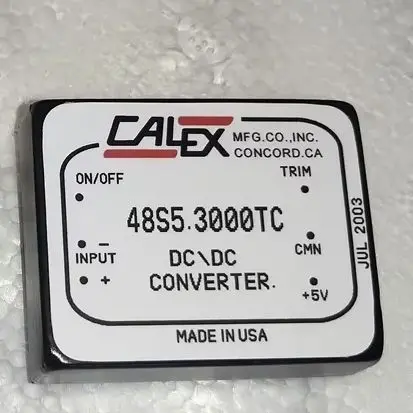 CALEX MFG.CO.,INC.
CONCORD.CA
ON/OFF
TRIM
48S5.3000TC
−
INPUT
+
DC\DC
CONVERTER.
CMN
+5V
JUL 2003
MADE IN USA